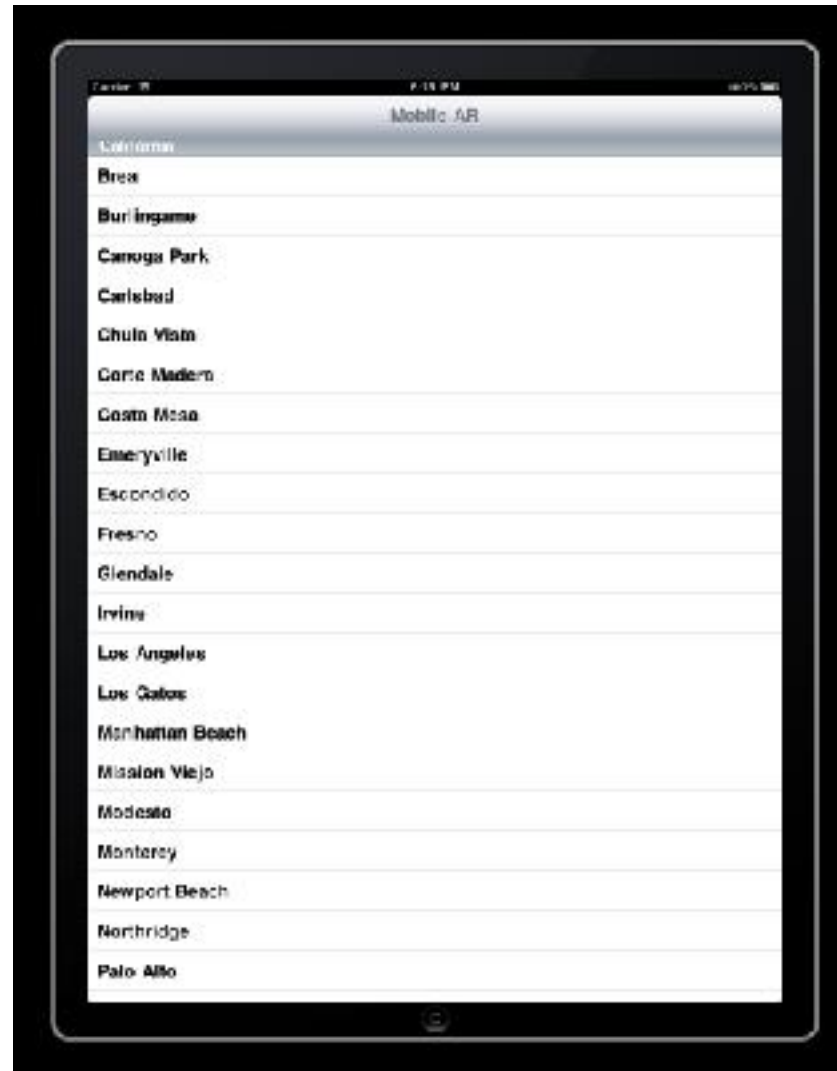 Carrier
Mobile AR
California
Brea
Burlingame
Canoga Park
Carlsbad
Chula Vista
Corte Madera
Costa Mesa
Emeryville
Escondido
Fresno
Glendale
Irvine
Los Angeles
Los Gatos
Manhattan Beach
Mission Viejo
Modesto
Monterey
Newport Beach
Northridge
Palo Alto